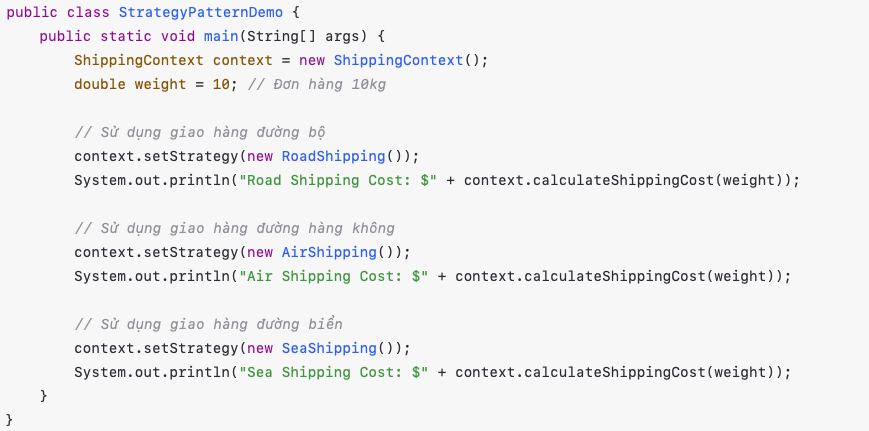 public class StrategyPatternDemo {
public static void main(String[] args) {
ShippingContext context = new ShippingContext();
double weight = 10; // Đơn hàng 10kg
// Sử dụng giao hàng đường bộ
context.setStrategy(new RoadShipping());
System.out.println("Road Shipping Cost: $" + context.calculateShippingCost(weight));
// Sử dụng giao hàng đường hàng không
context.setStrategy(new AirShipping());
System.out.println("Air Shipping Cost: $" + context.calculateShippingCost(weight));
// Sử dụng giao hàng đường biển
context.setStrategy(new SeaShipping());
System.out.println("Sea Shipping Cost: $" + context.calculateShippingCost(weight));
}
}